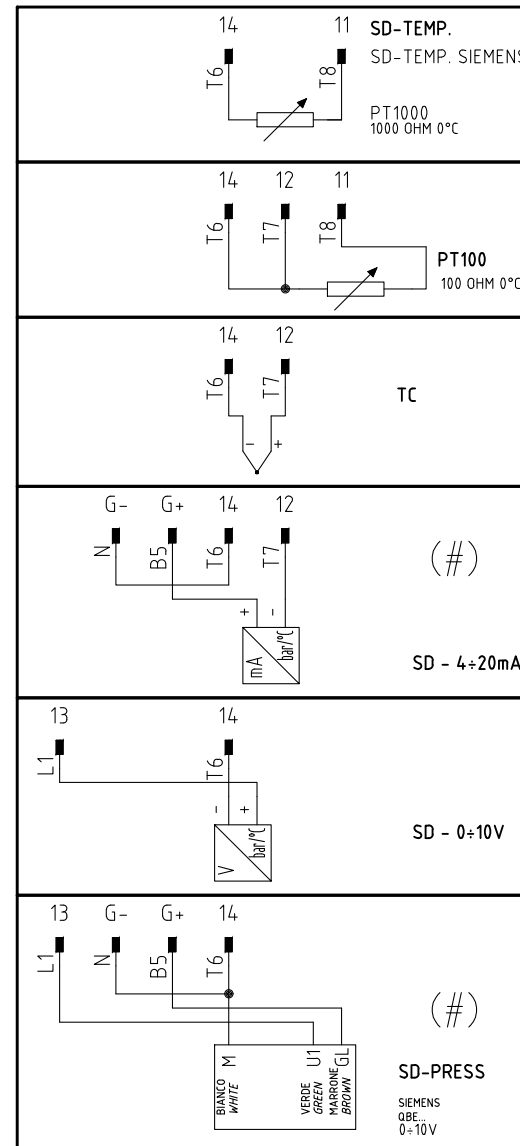 14 11 SD-TEMP.
T6 T8 SD-TEMP. SIEMENS
PT1000
1000 OHM 0°C
14 12 11
T6 T7 T8
PT100
100 OHM 0°C
14 12
T6 T7
TC
- +
G- G+ 14 12
N B5 T6 T7
(#)
+ -
mA bar/°C
SD - 4÷20mA
13 14
L1 T6
- +
V bar/°C
SD - 0÷10V
13 G- G+ 14
L1 N B5 T6
(#)
M U1 GL
BIANCO
WHITE
VERDE
GREEN
MARRONE
BROWN
SD-PRESS
SIEMENS
QBE...
0÷10V